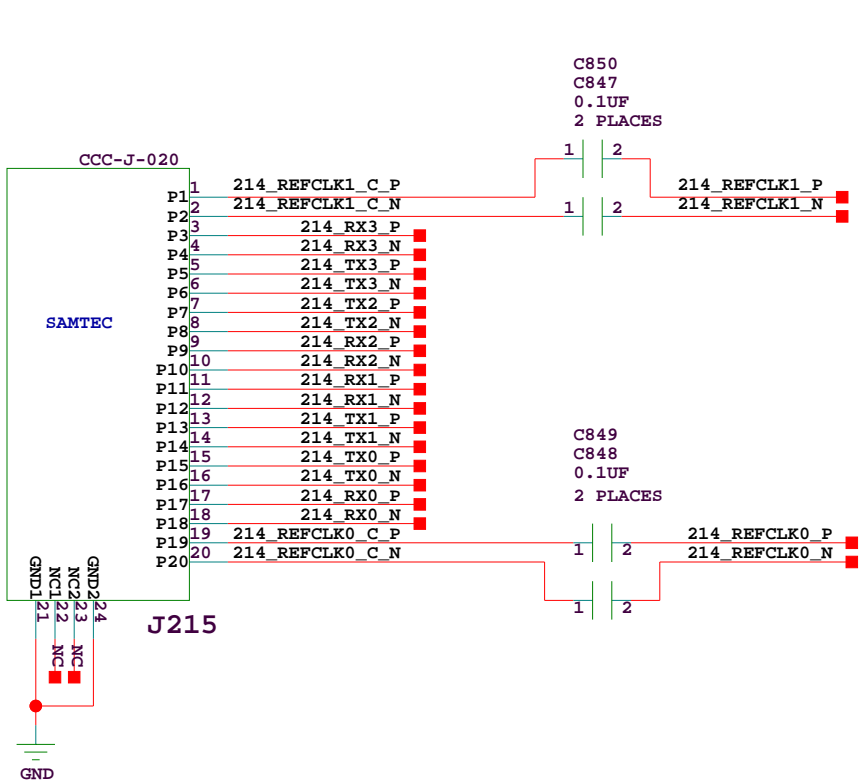 C850
C847
0.1UF
2 PLACES
CCC-J-020
1 2
P1 1 214_REFCLK1_C_P 214_REFCLK1_P
P2 2 214_REFCLK1_C_N 1 2 214_REFCLK1_N
P3 3 214_RX3_P
P4 4 214_RX3_N
P5 5 214_TX3_P
P6 6 214_TX3_N
P7 7 214_TX2_P
SAMTEC
P8 8 214_TX2_N
P9 9 214_RX2_P
P10 10 214_RX2_N
P11 11 214_RX1_P
P12 12 214_RX1_N
P13 13 214_TX1_P
P14 14 214_TX1_N
P15 15 214_TX0_P
P16 16 214_TX0_N
P17 17 214_RX0_P
P18 18 214_RX0_N
C849
C848
0.1UF
2 PLACES
P19 19 214_REFCLK0_C_P 1 2 214_REFCLK0_P
P20 20 214_REFCLK0_C_N 214_REFCLK0_N
1 2
GND1 21
NC1 22
NC2 23
GND2 24
J215
NC
NC
GND